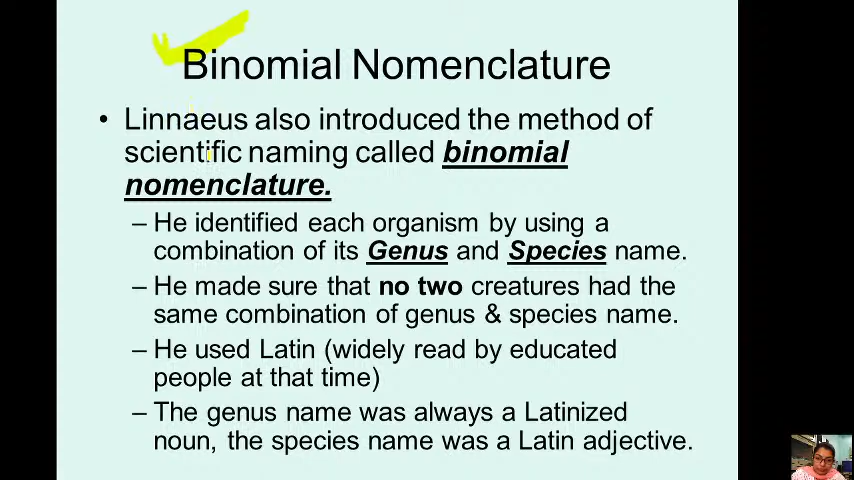 Binomial Nomenclature
• Linnaeus also introduced the method of
scientific naming called binomial
nomenclature.
– He identified each organism by using a
combination of its Genus and Species name.
– He made sure that no two creatures had the
same combination of genus & species name.
– He used Latin (widely read by educated
people at that time)
– The genus name was always a Latinized
noun, the species name was a Latin adjective.